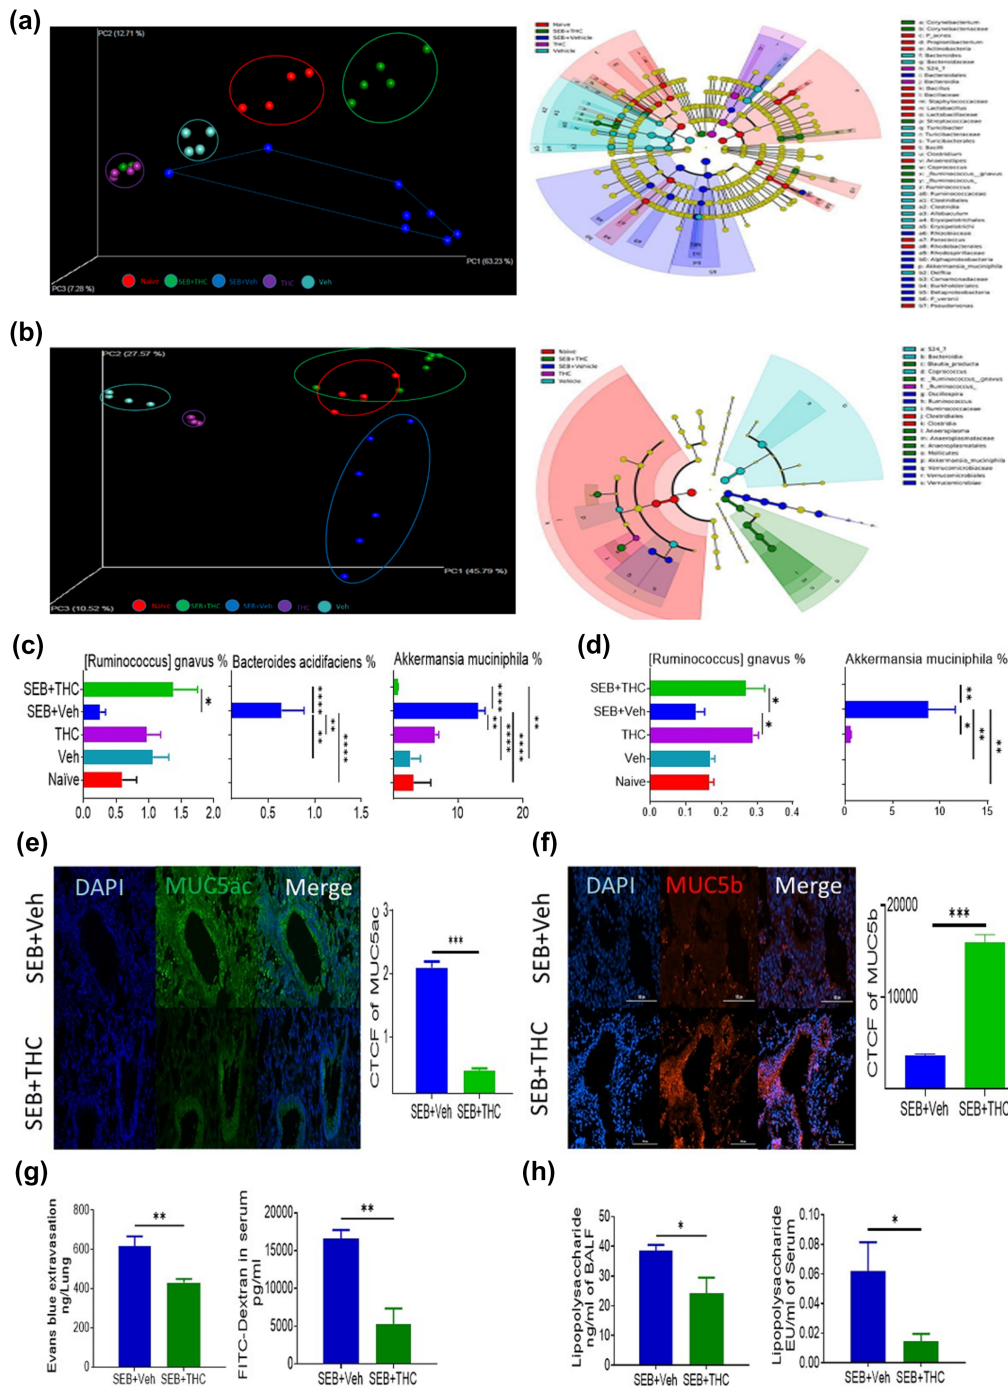 (a)
PC2 (12.71 %)
PC1 (63.23 %)
PC3 (7.28 %)
Naive
SEB+THC
SEB+Veh
THC
Veh
Naive
SEB+THC
SEB+Vehicle
THC
Vehicle
a: Corynebacterium
b: Corynebacteriaceae
c: P_acnes
d: Propionibacterium
e: Actinobacteria
f: Bacteroides
g: Bacteroidaceae
h: S24_7
i: Bacteroidales
j: Bacteroidia
k: Bacillus
l: Bacillaceae
m: Staphylococcaceae
n: Lactobacillus
o: Lactobacillaceae
p: Streptococcaceae
q: Turicibacter
r: Turicibacteraceae
s: Turicibacterales
t: Bacilli
u: Clostridium
v: Anaerostipes
w: Coprococcus
x: _Ruminococcus__gnavus
y: _Ruminococcus_
z: Ruminococcus
a0: Ruminococcaceae
a1: Clostridiales
a2: Clostridia
a3: Allobaculum
a4: Erysipelotrichales
a5: Erysipelotrichi
a6: Rhizobiaceae
a7: Paracoccus
a8: Rhodobacterales
a9: Rhodospirillaceae
b0: Alphaproteobacteria
p: Akkermansia_muciniphila
b2: Delftia
b3: Comamonadaceae
b4: Burkholderiales
b5: Betaproteobacteria
b6: P_veronii
b7: Pseudomonas
(b)
PC2 (27.57 %)
PC1 (45.79 %)
PC3 (10.52 %)
Naive
SEB+THC
SEB+Veh
THC
Veh
Naive
SEB+THC
SEB+Vehicle
THC
Vehicle
a: S24_7
b: Bacteroidia
c: Blautia_producta
d: Coprococcus
e: _Ruminococcus__gnavus
f: _Ruminococcus_
g: Oscillospira
h: Ruminococcus
i: Ruminococcaceae
j: Clostridiales
k: Clostridia
l: Anaeroplasma
m: Anaeroplasmataceae
n: Anaeroplasmatales
o: Mollicutes
p: Akkermansia_muciniphila
q: Verrucomicrobiaceae
r: Verrucomicrobiales
s: Verrucomicrobiae
(c)
[Ruminococcus] gnavus %
Bacteroides acidifaciens %
Akkermansia muciniphila %
SEB+THC
SEB+Veh
THC
Veh
Naive
*
****
**
**
****
****
**
****
****
**
0.0 0.5 1.0 1.5
0.0 0.5 1.0 1.5
0 10 20
(d)
[Ruminococcus] gnavus %
Akkermansia muciniphila %
SEB+THC
SEB+Veh
THC
Veh
Naive
*
*
**
*
**
**
0.0 0.1 0.2 0.3 0.4
0 5 10 15
(e)
DAPI MUC5ac Merge
SEB+Veh
SEB+THC
CTCF of MUC5ac
3
2
1
***
SEB+Veh SEB+THC
(f)
DAPI MUC5b Merge
SEB+Veh
SEB+THC
CTCF of MUC5b
20000
10000
0
***
SEB+Veh SEB+THC
(g)
Evans blue extravasation
ng/Lung
800
600
400
200
0
**
SEB+Veh SEB+THC
FITC-Dextran in serum
pg/ml
20000
15000
10000
5000
0
**
SEB+Veh SEB+THC
(h)
Lipopolysaccharide
ng/ml of BALF
50
40
30
20
10
0
*
SEB+Veh SEB+THC
Lipopolysaccharide
EU/ml of Serum
0.10
0.08
0.06
0.04
0.02
0.00
*
SEB+Veh SEB+THC